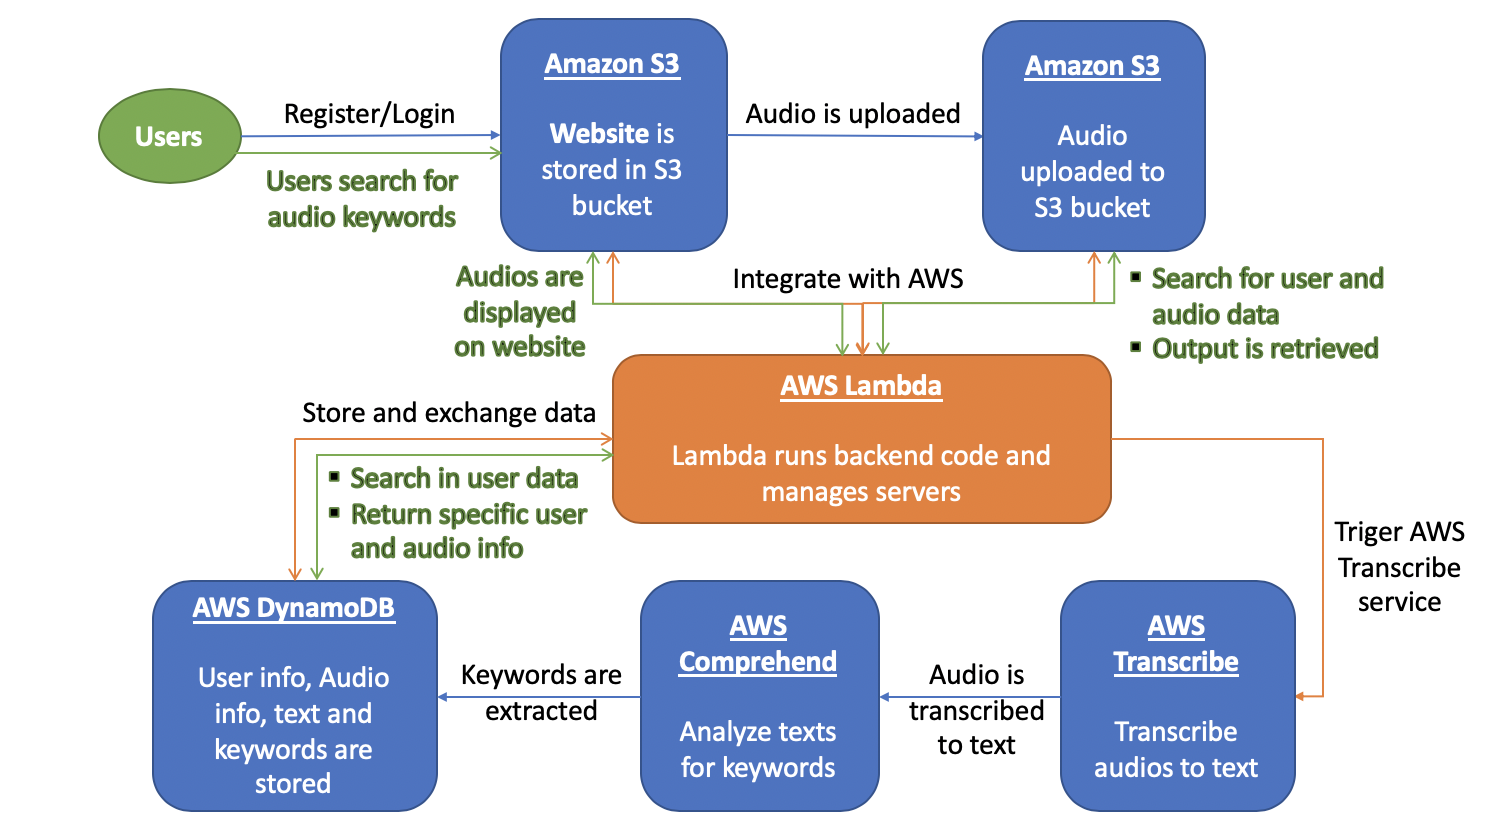 Users
Register/Login
Users search for
audio keywords
Amazon S3
Website is
stored in S3
bucket
Audio is uploaded
Amazon S3
Audio
uploaded to
S3 bucket
Audios are
displayed
on website
Integrate with AWS
▪ Search for user and
audio data
▪ Output is retrieved
AWS Lambda
Lambda runs backend code and
manages servers
Store and exchange data
▪ Search in user data
▪ Return specific user
and audio info
Triger AWS
Transcribe
service
AWS DynamoDB
User info, Audio
info, text and
keywords are
stored
Keywords are
extracted
AWS
Comprehend
Analyze texts
for keywords
Audio is
transcribed
to text
AWS
Transcribe
Transcribe
audios to text